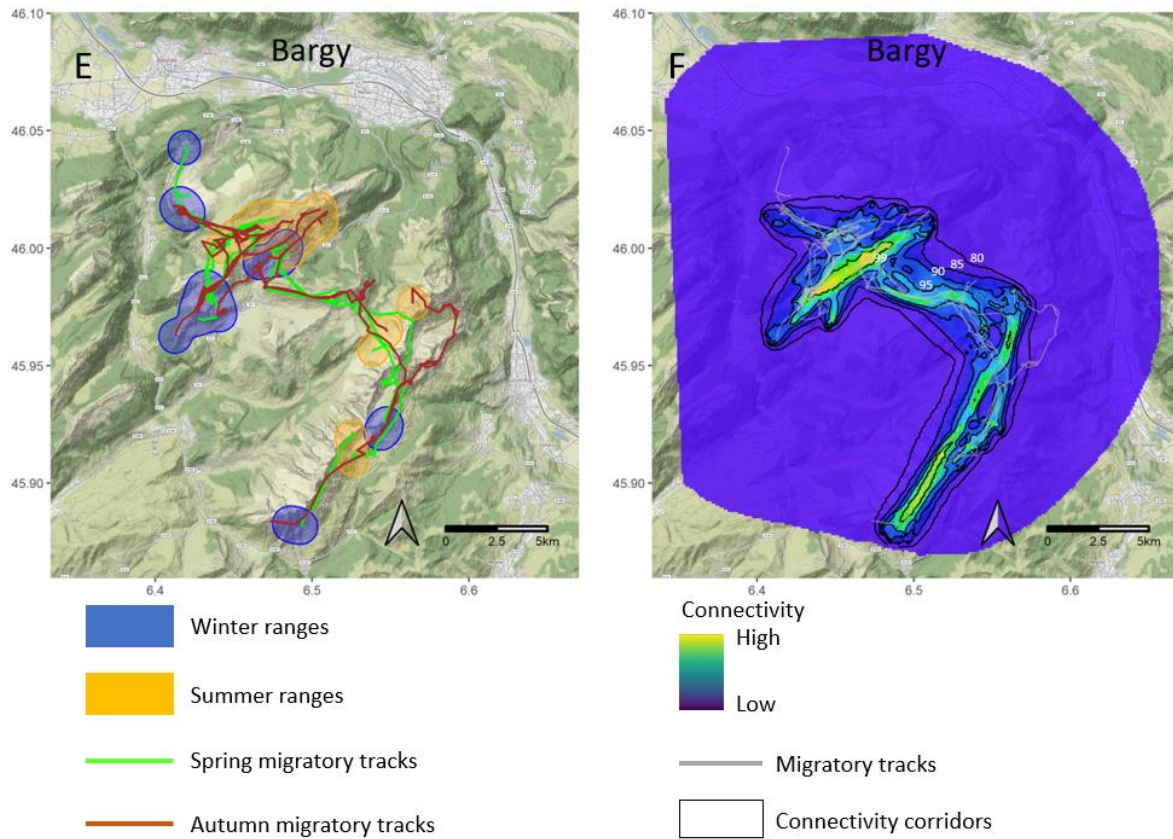 E
Bargy
46.10
46.05
46.00
45.95
45.90
6.4
6.5
6.6
0
2.5
5km
F
Bargy
46.10
46.05
46.00
45.95
45.90
99
95
90
85
80
6.4
6.5
6.6
0
2.5
5km
Winter ranges
Summer ranges
Spring migratory tracks
Autumn migratory tracks
Connectivity
High
Low
Migratory tracks
Connectivity corridors